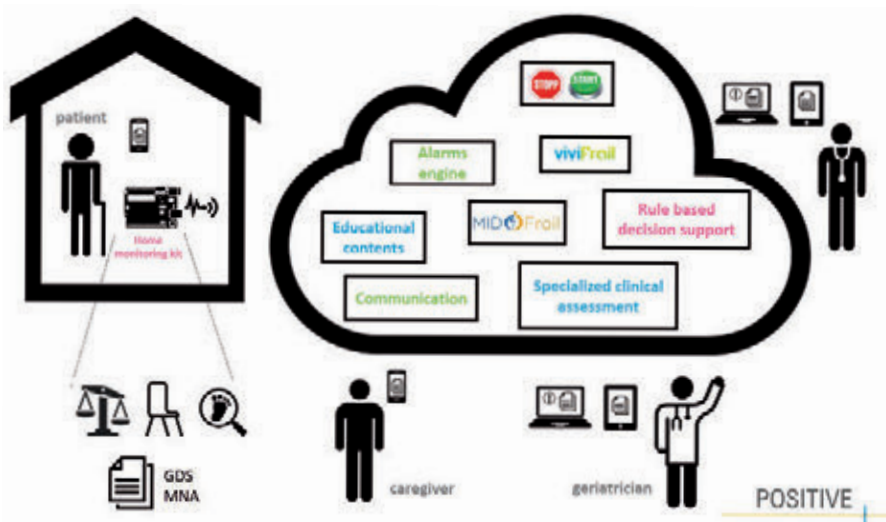 patient
Home
monitoring kit
GDS
MNA
STOPP START
Alarms
engine
viviFrail
Educational
contents
MIDFrail
Rule based
decision support
Communication
Specialized clinical
assessment
caregiver
geriatrician
POSITIVE